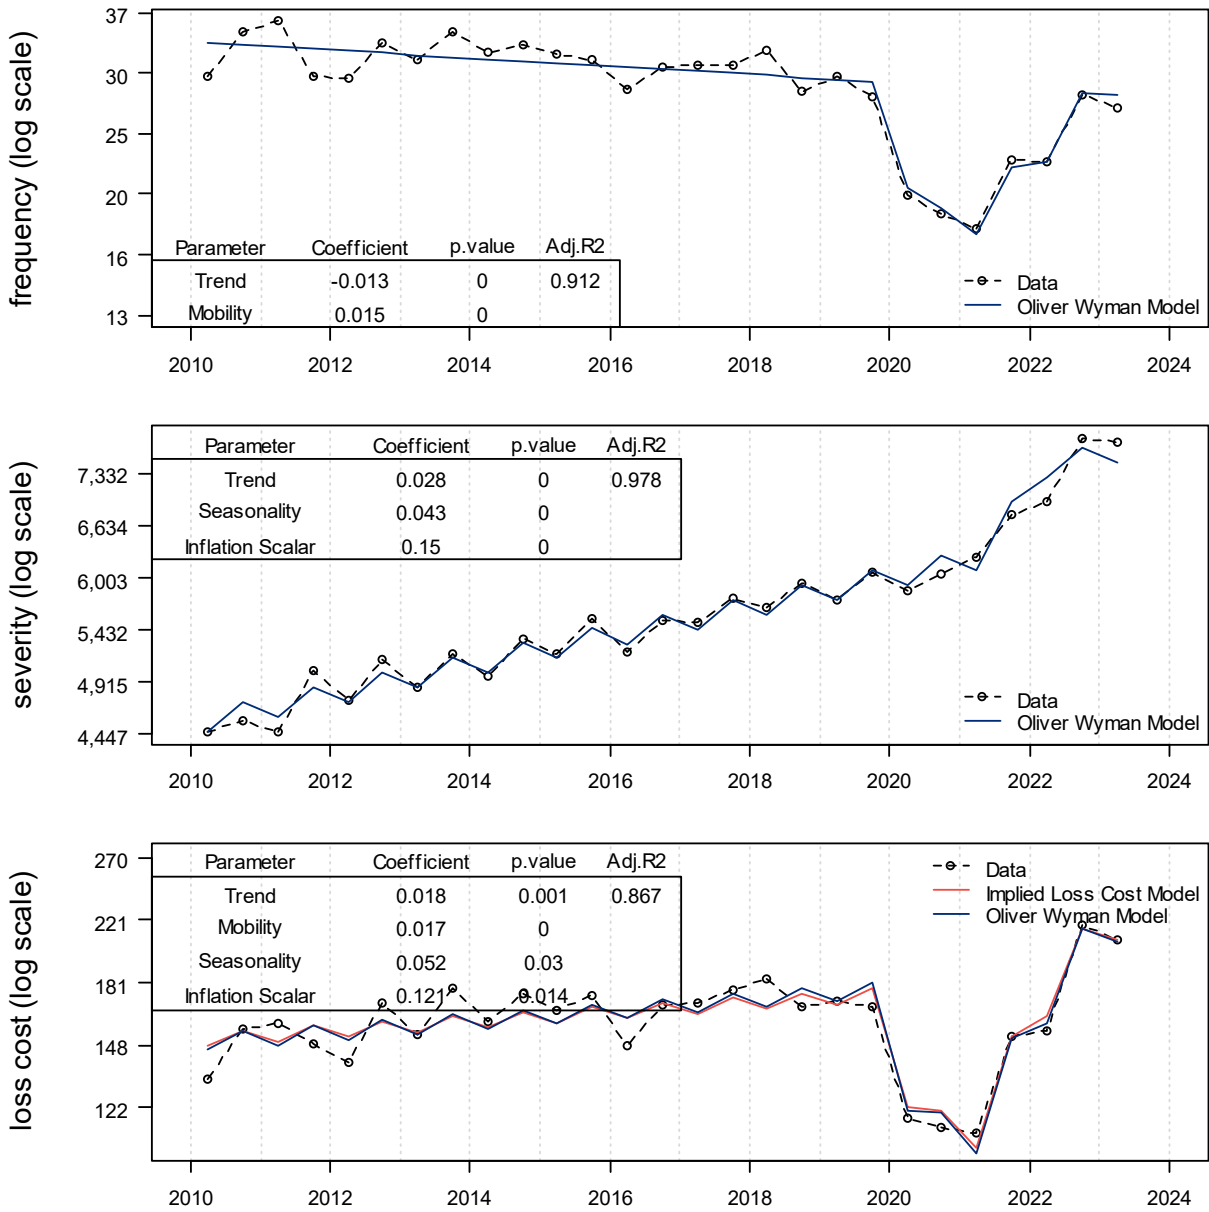 frequency (log scale)
37
30
25
20
16
13
Parameter Coefficient p.value Adj.R2
Trend -0.013 0 0.912
Mobility 0.015 0
Data
Oliver Wyman Model
2010 2012 2014 2016 2018 2020 2022 2024
severity (log scale)
7,332
6,634
6,003
5,432
4,915
4,447
Parameter Coefficient p.value Adj.R2
Trend 0.028 0 0.978
Seasonality 0.043 0
Inflation Scalar 0.15 0
Data
Oliver Wyman Model
2010 2012 2014 2016 2018 2020 2022 2024
loss cost (log scale)
270
221
181
148
122
Parameter Coefficient p.value Adj.R2
Trend 0.018 0.001 0.867
Mobility 0.017 0
Seasonality 0.052 0.03
Inflation Scalar 0.121 0.014
Data
Implied Loss Cost Model
Oliver Wyman Model
2010 2012 2014 2016 2018 2020 2022 2024